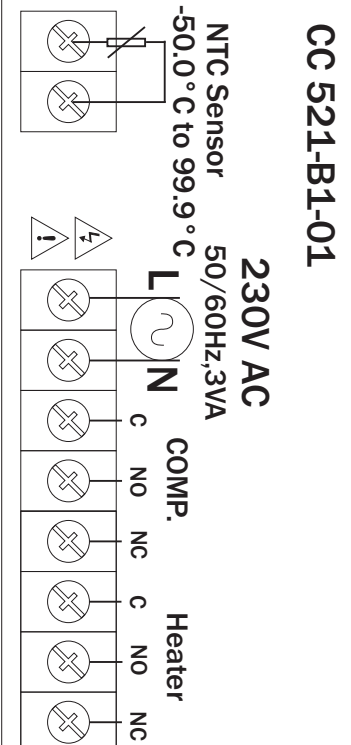 CC 521-B1-01
230V AC
50/60Hz,3VA
NTC Sensor
-50.0°C to 99.9°C
L N
COMP. Heater
C NO NC C NO NC